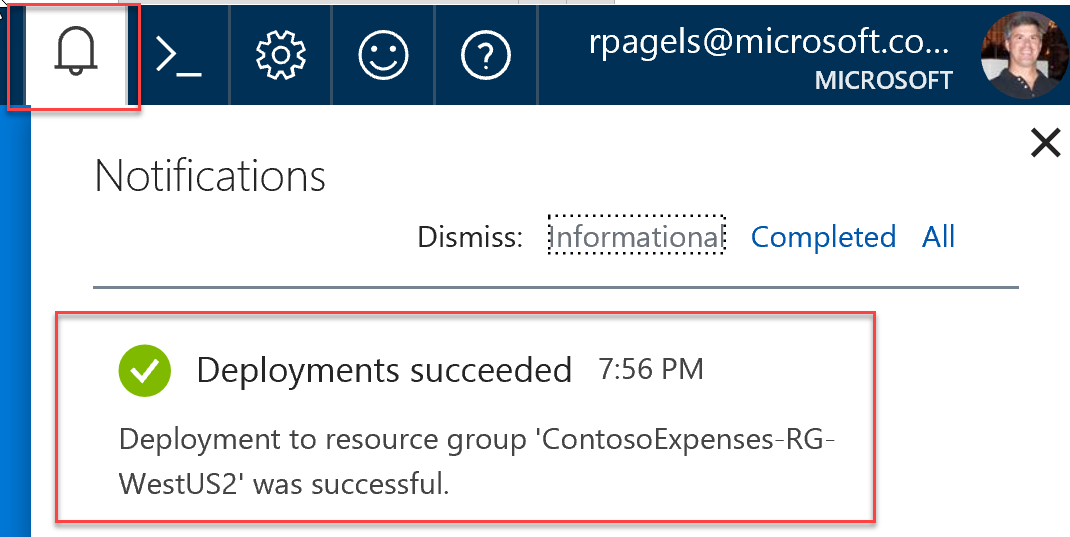 rpagels@microsoft.co...
MICROSOFT
Notifications
Dismiss: Informational Completed All
Deployments succeeded 7:56 PM
Deployment to resource group 'ContosoExpenses-RG-
WestUS2' was successful.